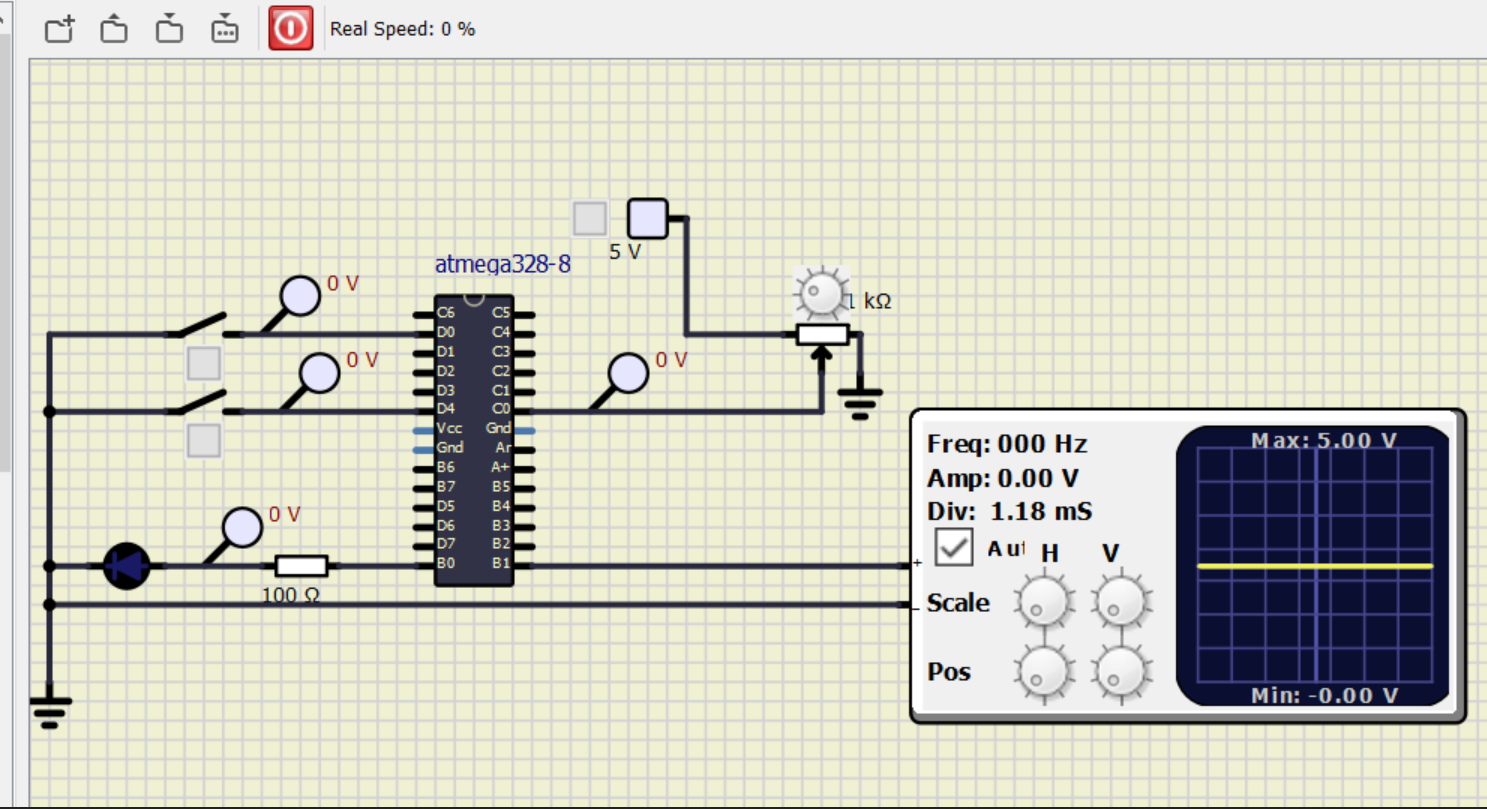 Real Speed: 0 %
5 V
atmega328-8
0 V
1 kΩ
0 V
0 V
C6 C5
D0 C4
D1 C3
D2 C2
D3 C1
D4 C0
Vcc Gnd
Gnd Ar
B6 A+
B7 B5
D5 B4
D6 B3
D7 B2
B0 B1
0 V
100 Ω
Freq: 000 Hz
Amp: 0.00 V
Div: 1.18 mS
Aut H V
+
Scale
-
Pos
Max: 5.00 V
Min: -0.00 V